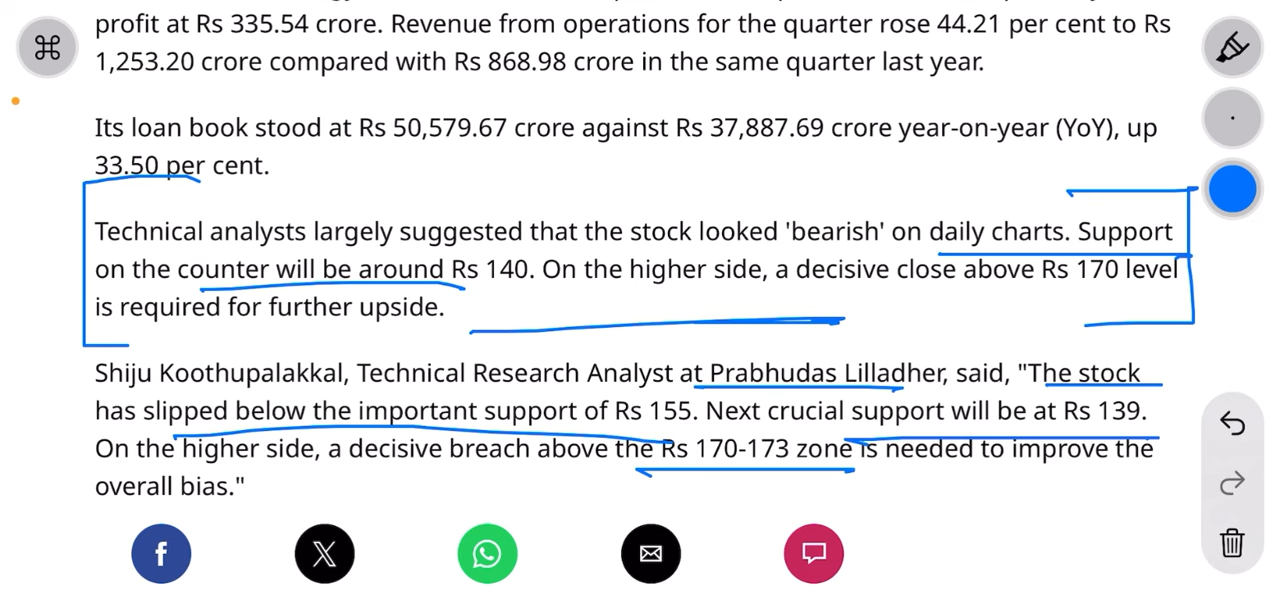 profit at Rs 335.54 crore. Revenue from operations for the quarter rose 44.21 per cent to Rs
1,253.20 crore compared with Rs 868.98 crore in the same quarter last year.
Its loan book stood at Rs 50,579.67 crore against Rs 37,887.69 crore year-on-year (YoY), up
33.50 per cent.
Technical analysts largely suggested that the stock looked 'bearish' on daily charts. Support
on the counter will be around Rs 140. On the higher side, a decisive close above Rs 170 level
is required for further upside.
Shiju Koothupalakkal, Technical Research Analyst at Prabhudas Lilladher, said, "The stock
has slipped below the important support of Rs 155. Next crucial support will be at Rs 139.
On the higher side, a decisive breach above the Rs 170-173 zone is needed to improve the
overall bias."